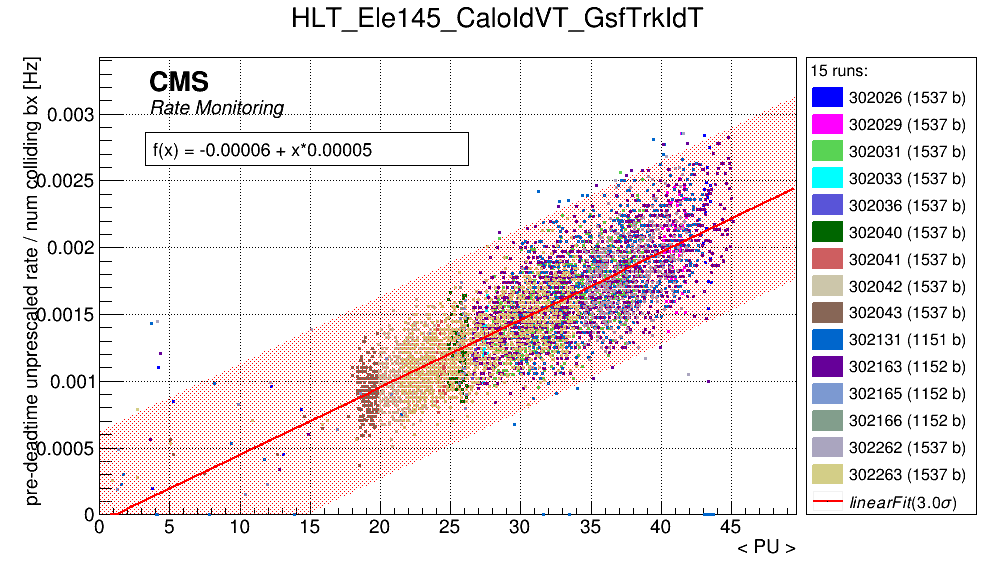 HLT_Ele145_CaloIdVT_GsfTrkIdT
pre-deadtime unprescaled rate / num colliding bx [Hz]
CMS
Rate Monitoring
f(x) = -0.00006 + x*0.00005
0.003
0.0025
0.002
0.0015
0.001
0.0005
0
0 5 10 15 20 25 30 35 40 45
< PU >
15 runs:
302026 (1537 b)
302029 (1537 b)
302031 (1537 b)
302033 (1537 b)
302036 (1537 b)
302040 (1537 b)
302041 (1537 b)
302042 (1537 b)
302043 (1537 b)
302131 (1151 b)
302163 (1152 b)
302165 (1152 b)
302166 (1152 b)
302262 (1537 b)
302263 (1537 b)
linearFit(3.0σ)